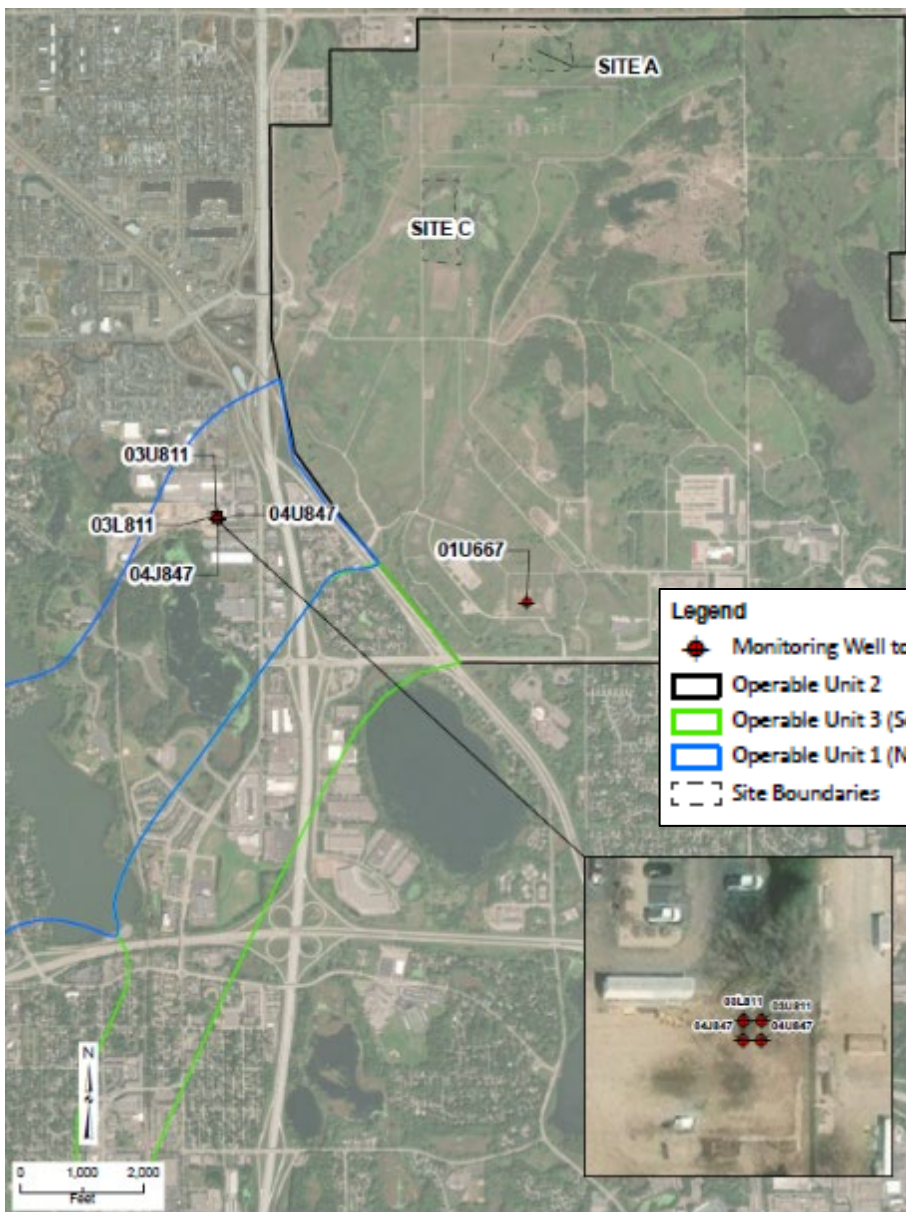 SITE A
SITE C
03U811
03L811
04U847
04J847
01U667
Legend
Monitoring Well to
Operable Unit 2
Operable Unit 3 (S
Operable Unit 1 (N
Site Boundaries
03L811
03U811
04J847
04U847
N
0 1,000 2,000
Feet